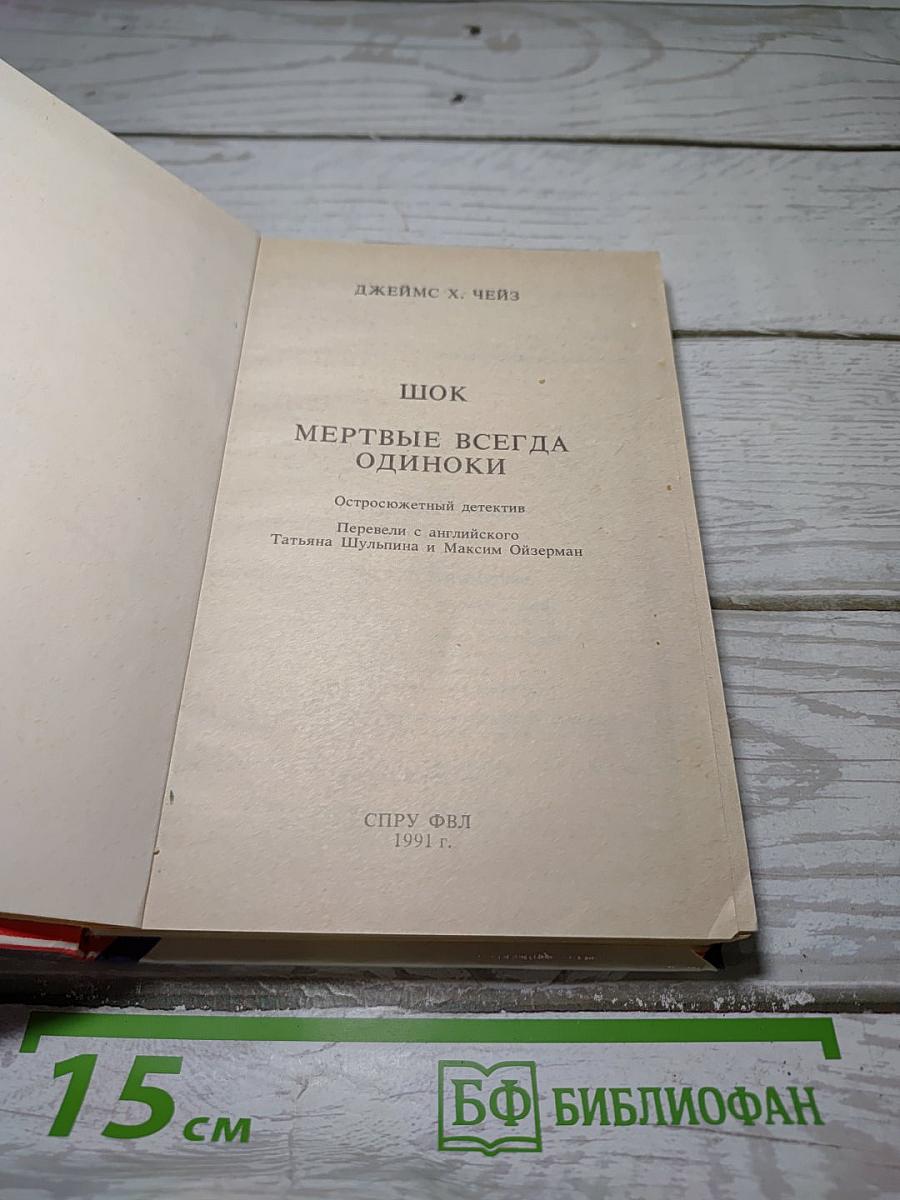 ДЖЕЙМС Х. ЧЕЙЗ
ШОК
МЕРТВЫЕ ВСЕГДА
ОДИНОКИ
Остросюжетный детектив
Перевели с английского
Татьяна Шульпина и Максим Ойзерман
СПРУ ФВЛ
1991 г.
15 см
БФ БИБЛИОФАН